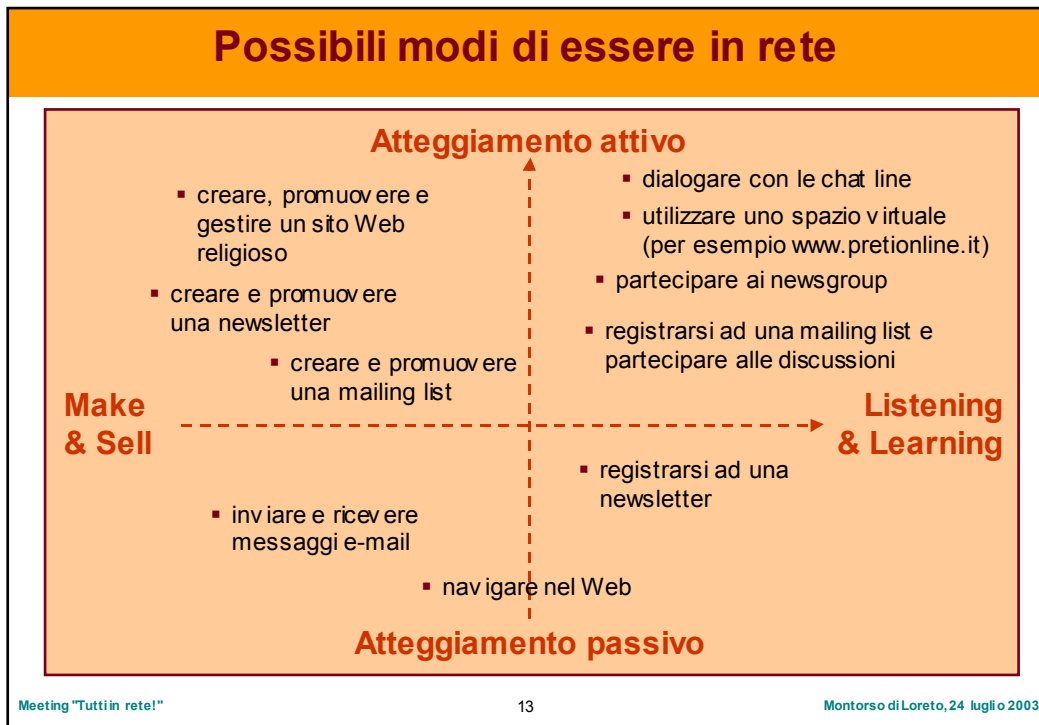 Possibili modi di essere in rete
Atteggiamento attivo
▪ creare, promuovere e
gestire un sito Web
religioso
▪ creare e promuovere
una newsletter
▪ creare e promuovere
una mailing list
▪ dialogare con le chat line
▪ utilizzare uno spazio virtuale
(per esempio www.pretionline.it)
▪ partecipare ai newsgroup
▪ registrarsi ad una mailing list e
partecipare alle discussioni
Make
& Sell
Listening
& Learning
▪ registrarsi ad una
newsletter
▪ inviare e ricevere
messaggi e-mail
▪ navigare nel Web
Atteggiamento passivo
Meeting "Tutti in rete!"
13
Montorso di Loreto, 24 luglio 2003